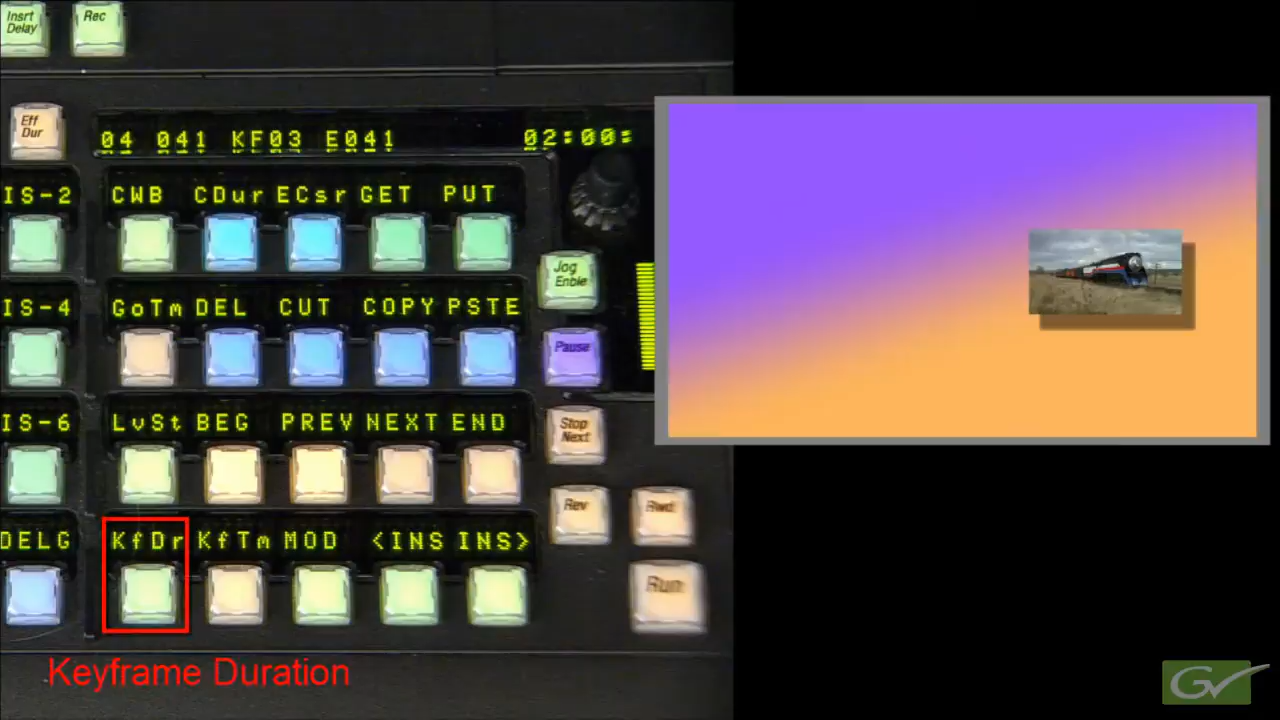 Insrt Delay
Rec
Eff Dur
04 041 KF03 E041 02:00:
IS-2 CWB CDur ECsr GET PUT
Jog Enble
IS-4 GoTm DEL CUT COPY PSTE
Pause
IS-6 LvSt BEG PREV NEXT END
Stop Next
Rev Rwd
DELG KfDr KfTm MOD <INS INS>
Run
Keyframe Duration
GV